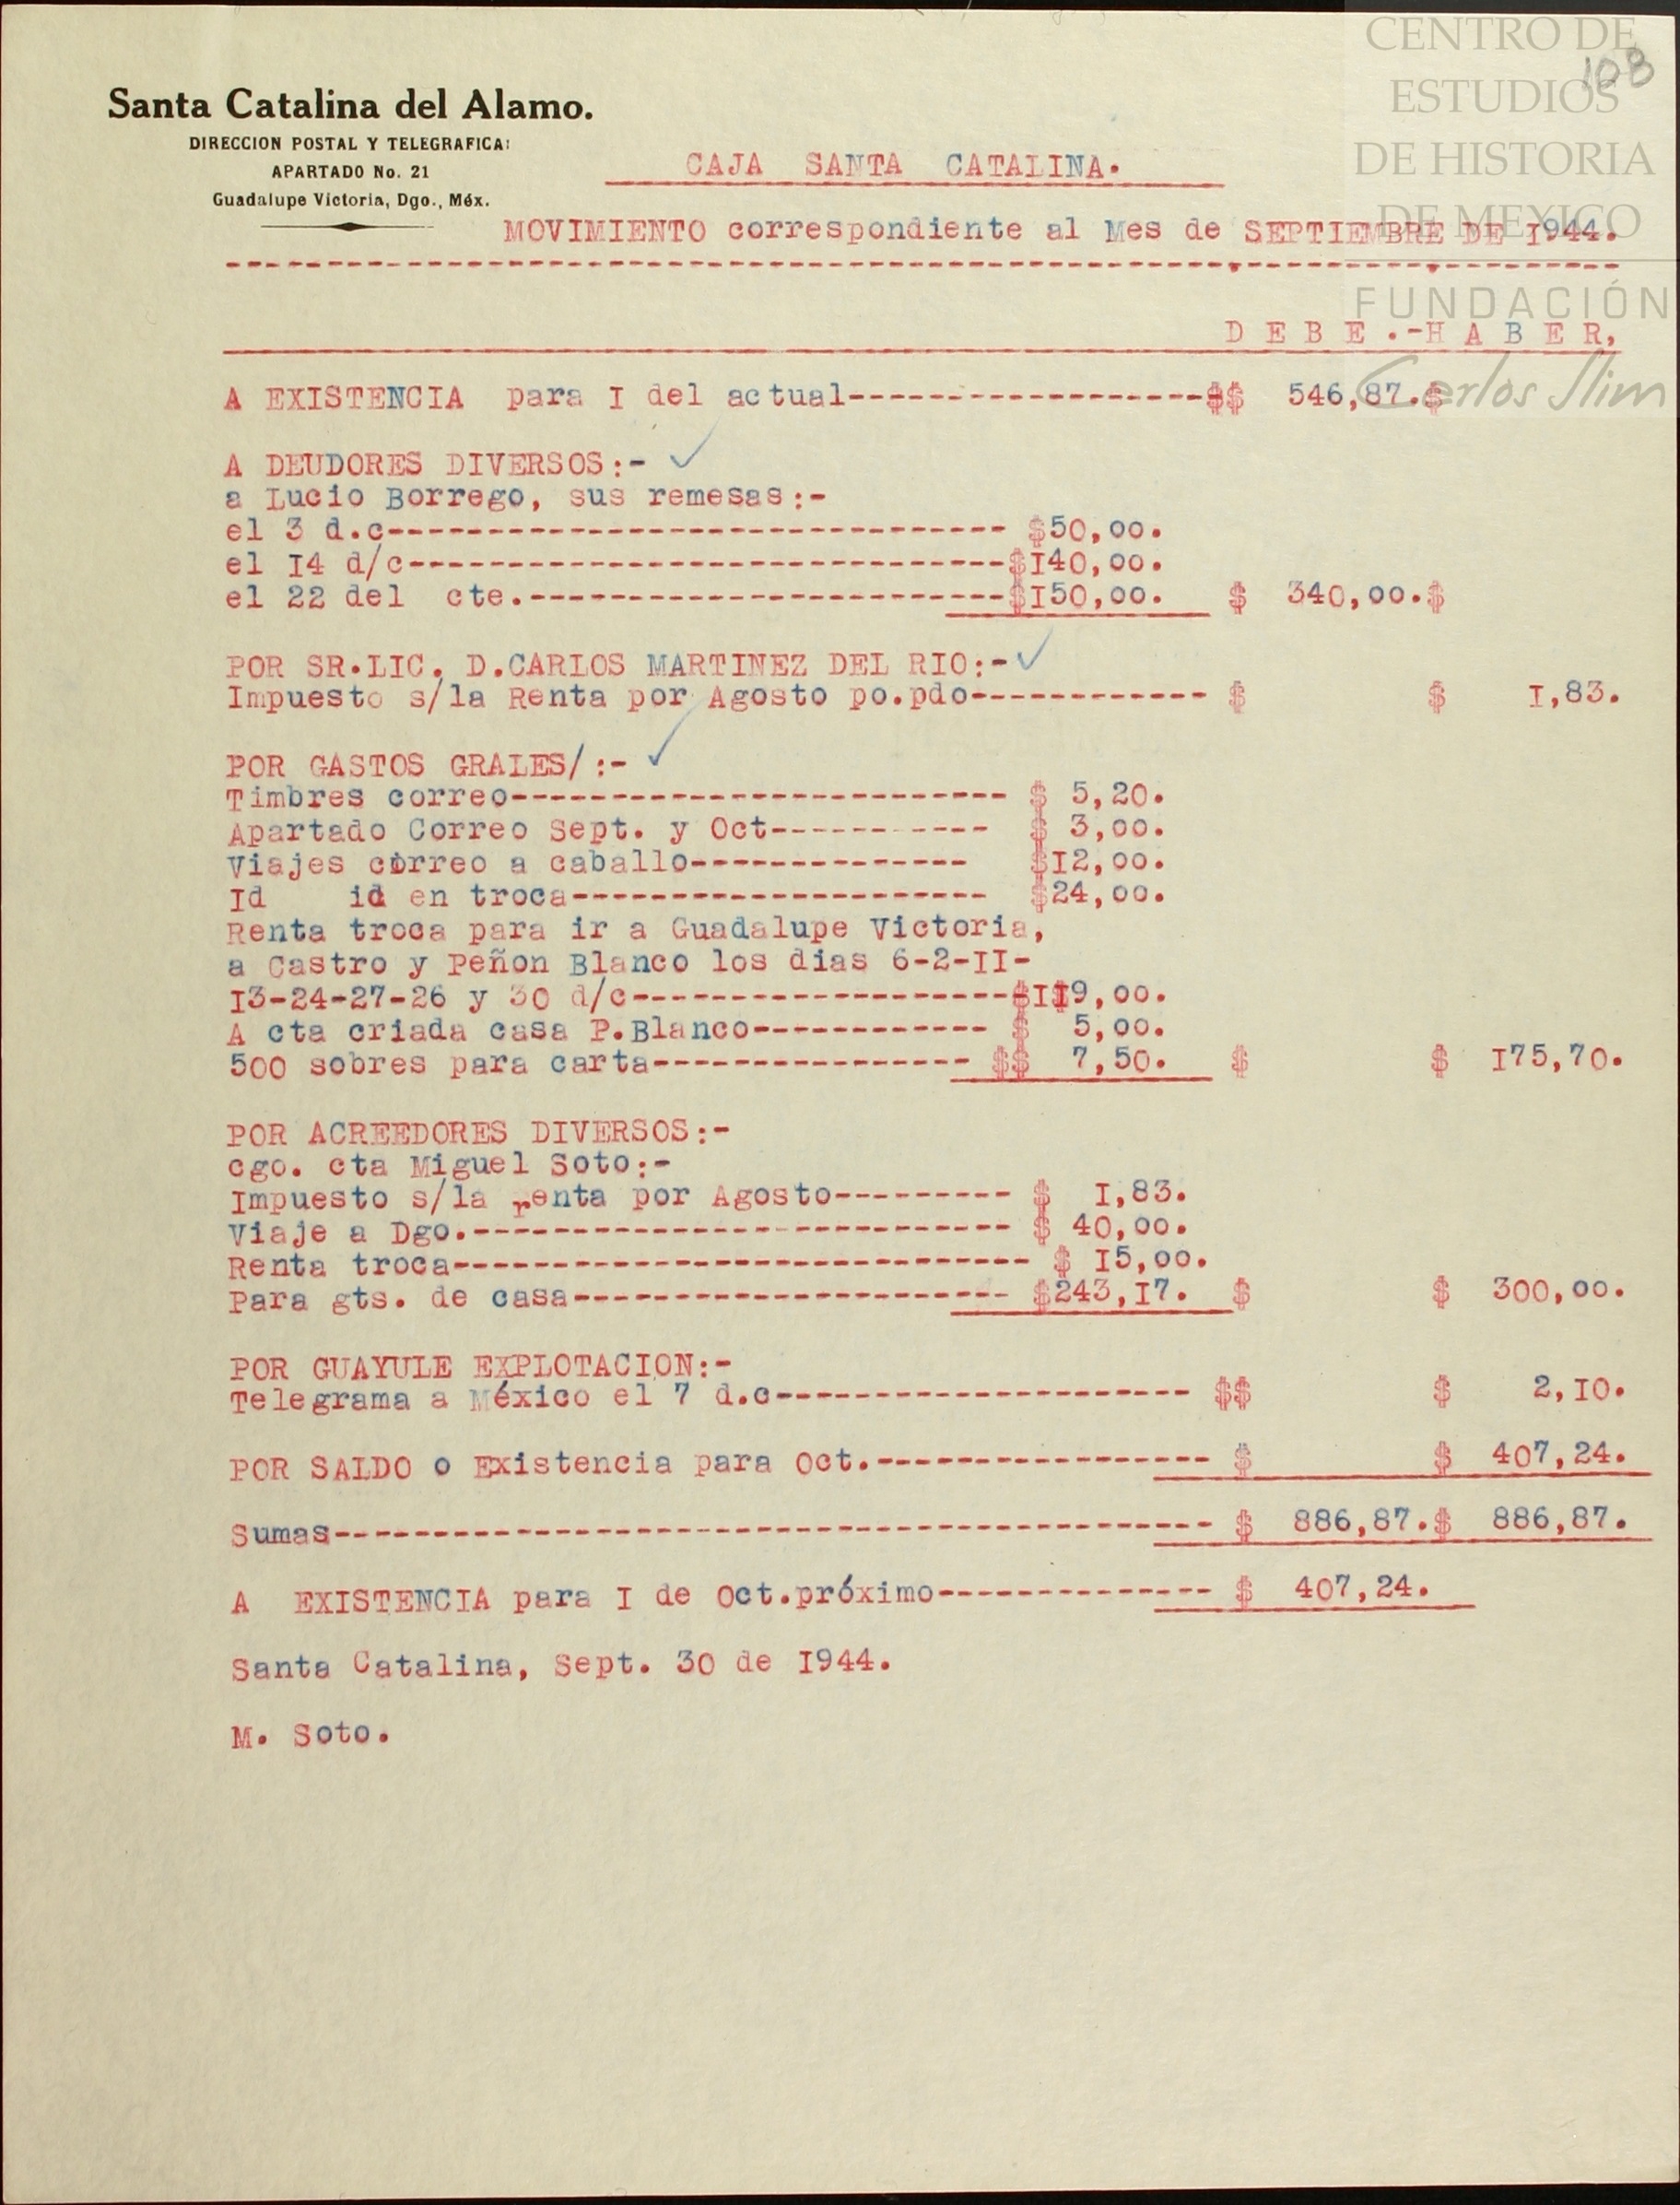 CENTRO DE
ESTUDIOS
DE HISTORIA
DE MEXICO
FUNDACIÓN
Carlos Slim
108
Santa Catalina del Alamo.
DIRECCION POSTAL Y TELEGRAFICA:
APARTADO No. 21
Guadalupe Victoria, Dgo., Méx.
CAJA SANTA CATALINA.
MOVIMIENTO correspondiente al Mes de SEPTIEMBRE DE I944.
----------------------------------------------------------------------
D E B E .-H A B E R,
A EXISTENCIA para I del actual------------------$$ 546,87.$
A DEUDORES DIVERSOS:- ✓
a Lucio Borrego, sus remesas:-
el 3 d.c------------------------------- $50,00.
el I4 d/c------------------------------$I40,00.
el 22 del cte.------------------------$I50,00. $ 340,00.$
POR SR.LIC. D.CARLOS MARTINEZ DEL RIO:-✓
Impuesto s/la Renta por Agosto po.pdo------------ $ $ I,83.
POR GASTOS GRALES/:- ✓
Timbres correo------------------------- $ 5,20.
Apartado Correo Sept. y Oct----------- $ 3,00.
Viajes correo a caballo-------------- $I2,00.
Id id en troca--------------------- $24,00.
Renta troca para ir a Guadalupe Victoria,
a Castro y Peñon Blanco los dias 6-2-II-
I3-24-27-26 y 30 d/c-------------------$II9,00.
A cta criada casa P.Blanco------------ $ 5,00.
500 sobres para carta---------------- $$ 7,50. $ $ I75,70.
POR ACREEDORES DIVERSOS:-
cgo. cta Miguel Soto:-
Impuesto s/la renta por Agosto--------- $ I,83.
Viaje a Dgo.--------------------------- $ 40,00.
Renta troca----------------------------- $ I5,00.
Para gts. de casa---------------------- $243,I7. $ $ 300,00.
POR GUAYULE EXPLOTACION:-
Telegrama a México el 7 d.c--------------------- $$ $ 2,I0.
POR SALDO o Existencia para Oct.----------------- $ $ 407,24.
Sumas-------------------------------------------- $ 886,87.$ 886,87.
A EXISTENCIA para I de Oct.próximo-------------- $ 407,24.
Santa Catalina, Sept. 30 de I944.
M. Soto.